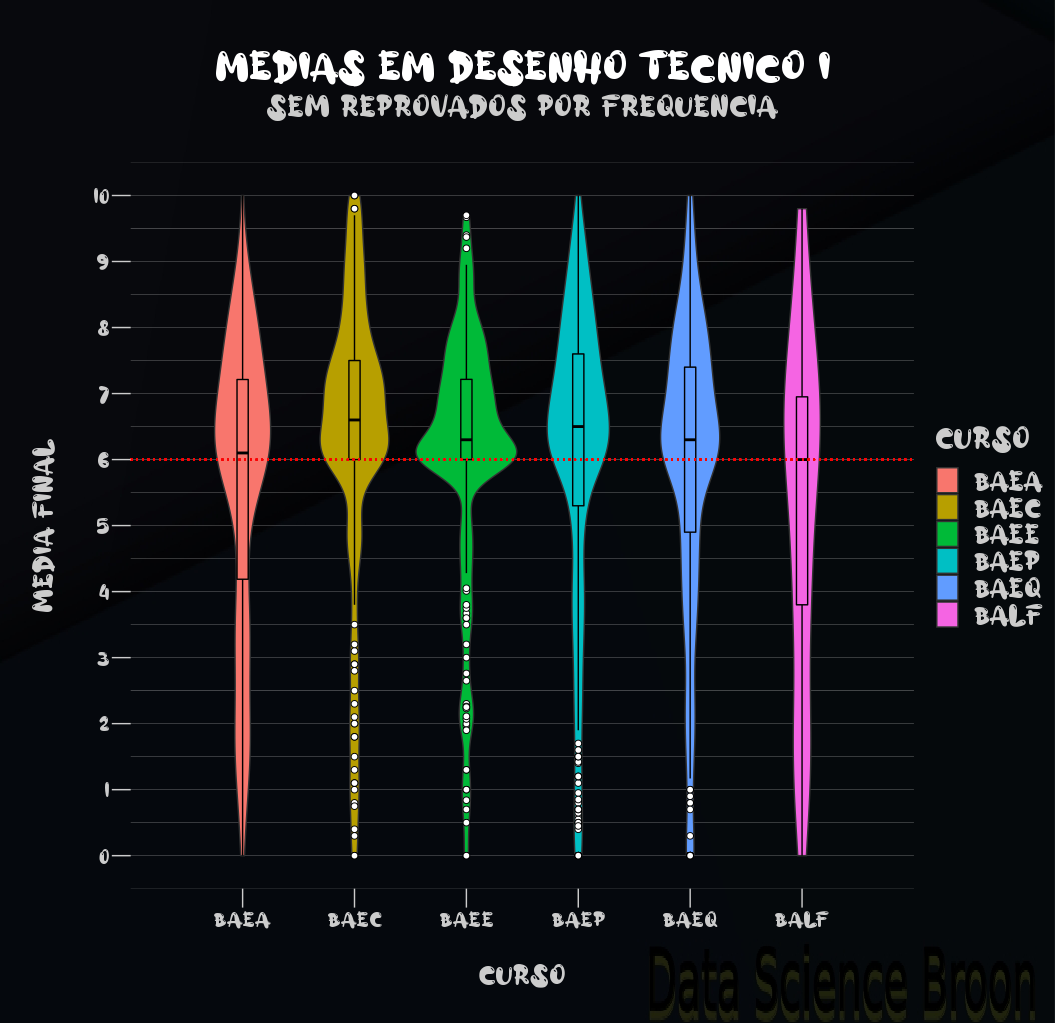 MEDIAS EM DESENHO TECNICO I
SEM REPROVADOS POR FREQUENCIA
10
9
8
7
6
5
4
3
2
1
0
MEDIA FINAL
BAEA BAEC BAEE BAEP BAEQ BALF
CURSO
CURSO
BAEA
BAEC
BAEE
BAEP
BAEQ
BALF
Data Science Broon